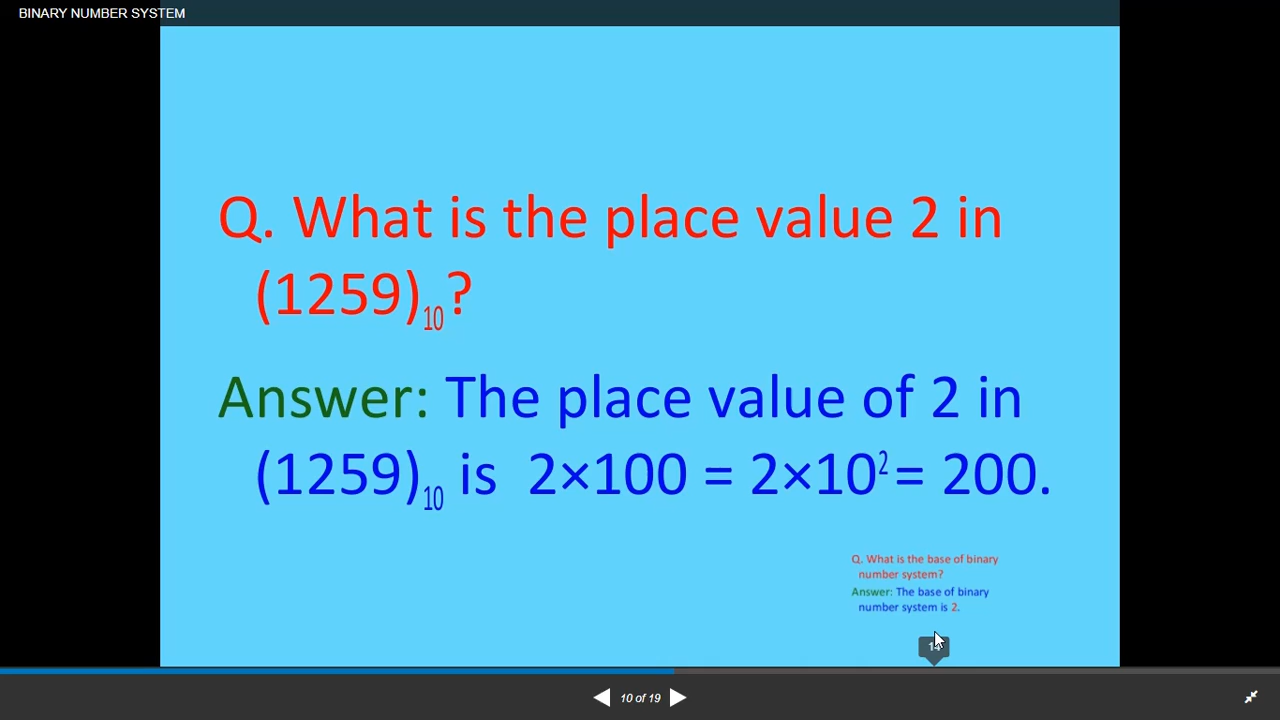 BINARY NUMBER SYSTEM
Q. What is the place value 2 in
(1259)₁₀?
Answer: The place value of 2 in
(1259)₁₀ is 2×100 = 2×10²= 200.
Q. What is the base of binary
number system?
Answer: The base of binary
number system is 2.
10 of 19